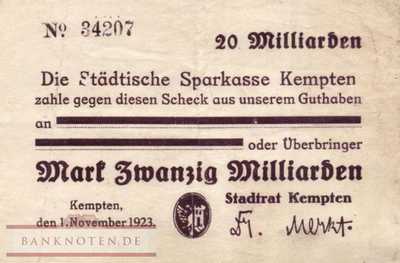 No 34207
20 Milliarden
Die Städtische Sparkasse Kempten
zahle gegen diesen Scheck aus unserem Guthaben
an
oder Überbringer
Mark Zwanzig Milliarden
Kempten,
den 1. November 1923.
Stadtrat Kempten
Merkt.
BANKNOTEN.DE